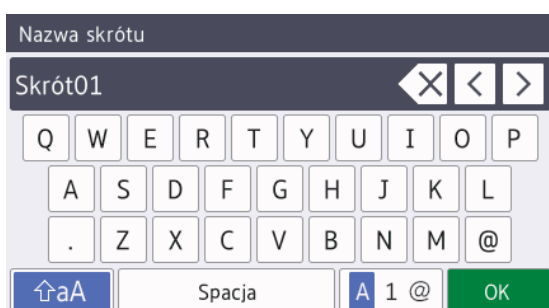 Nazwa skrótu
Skrót01
Q W E R T Y U I O P
A S D F G H J K L
. Z X C V B N M @
aA Spacja A 1 @ OK